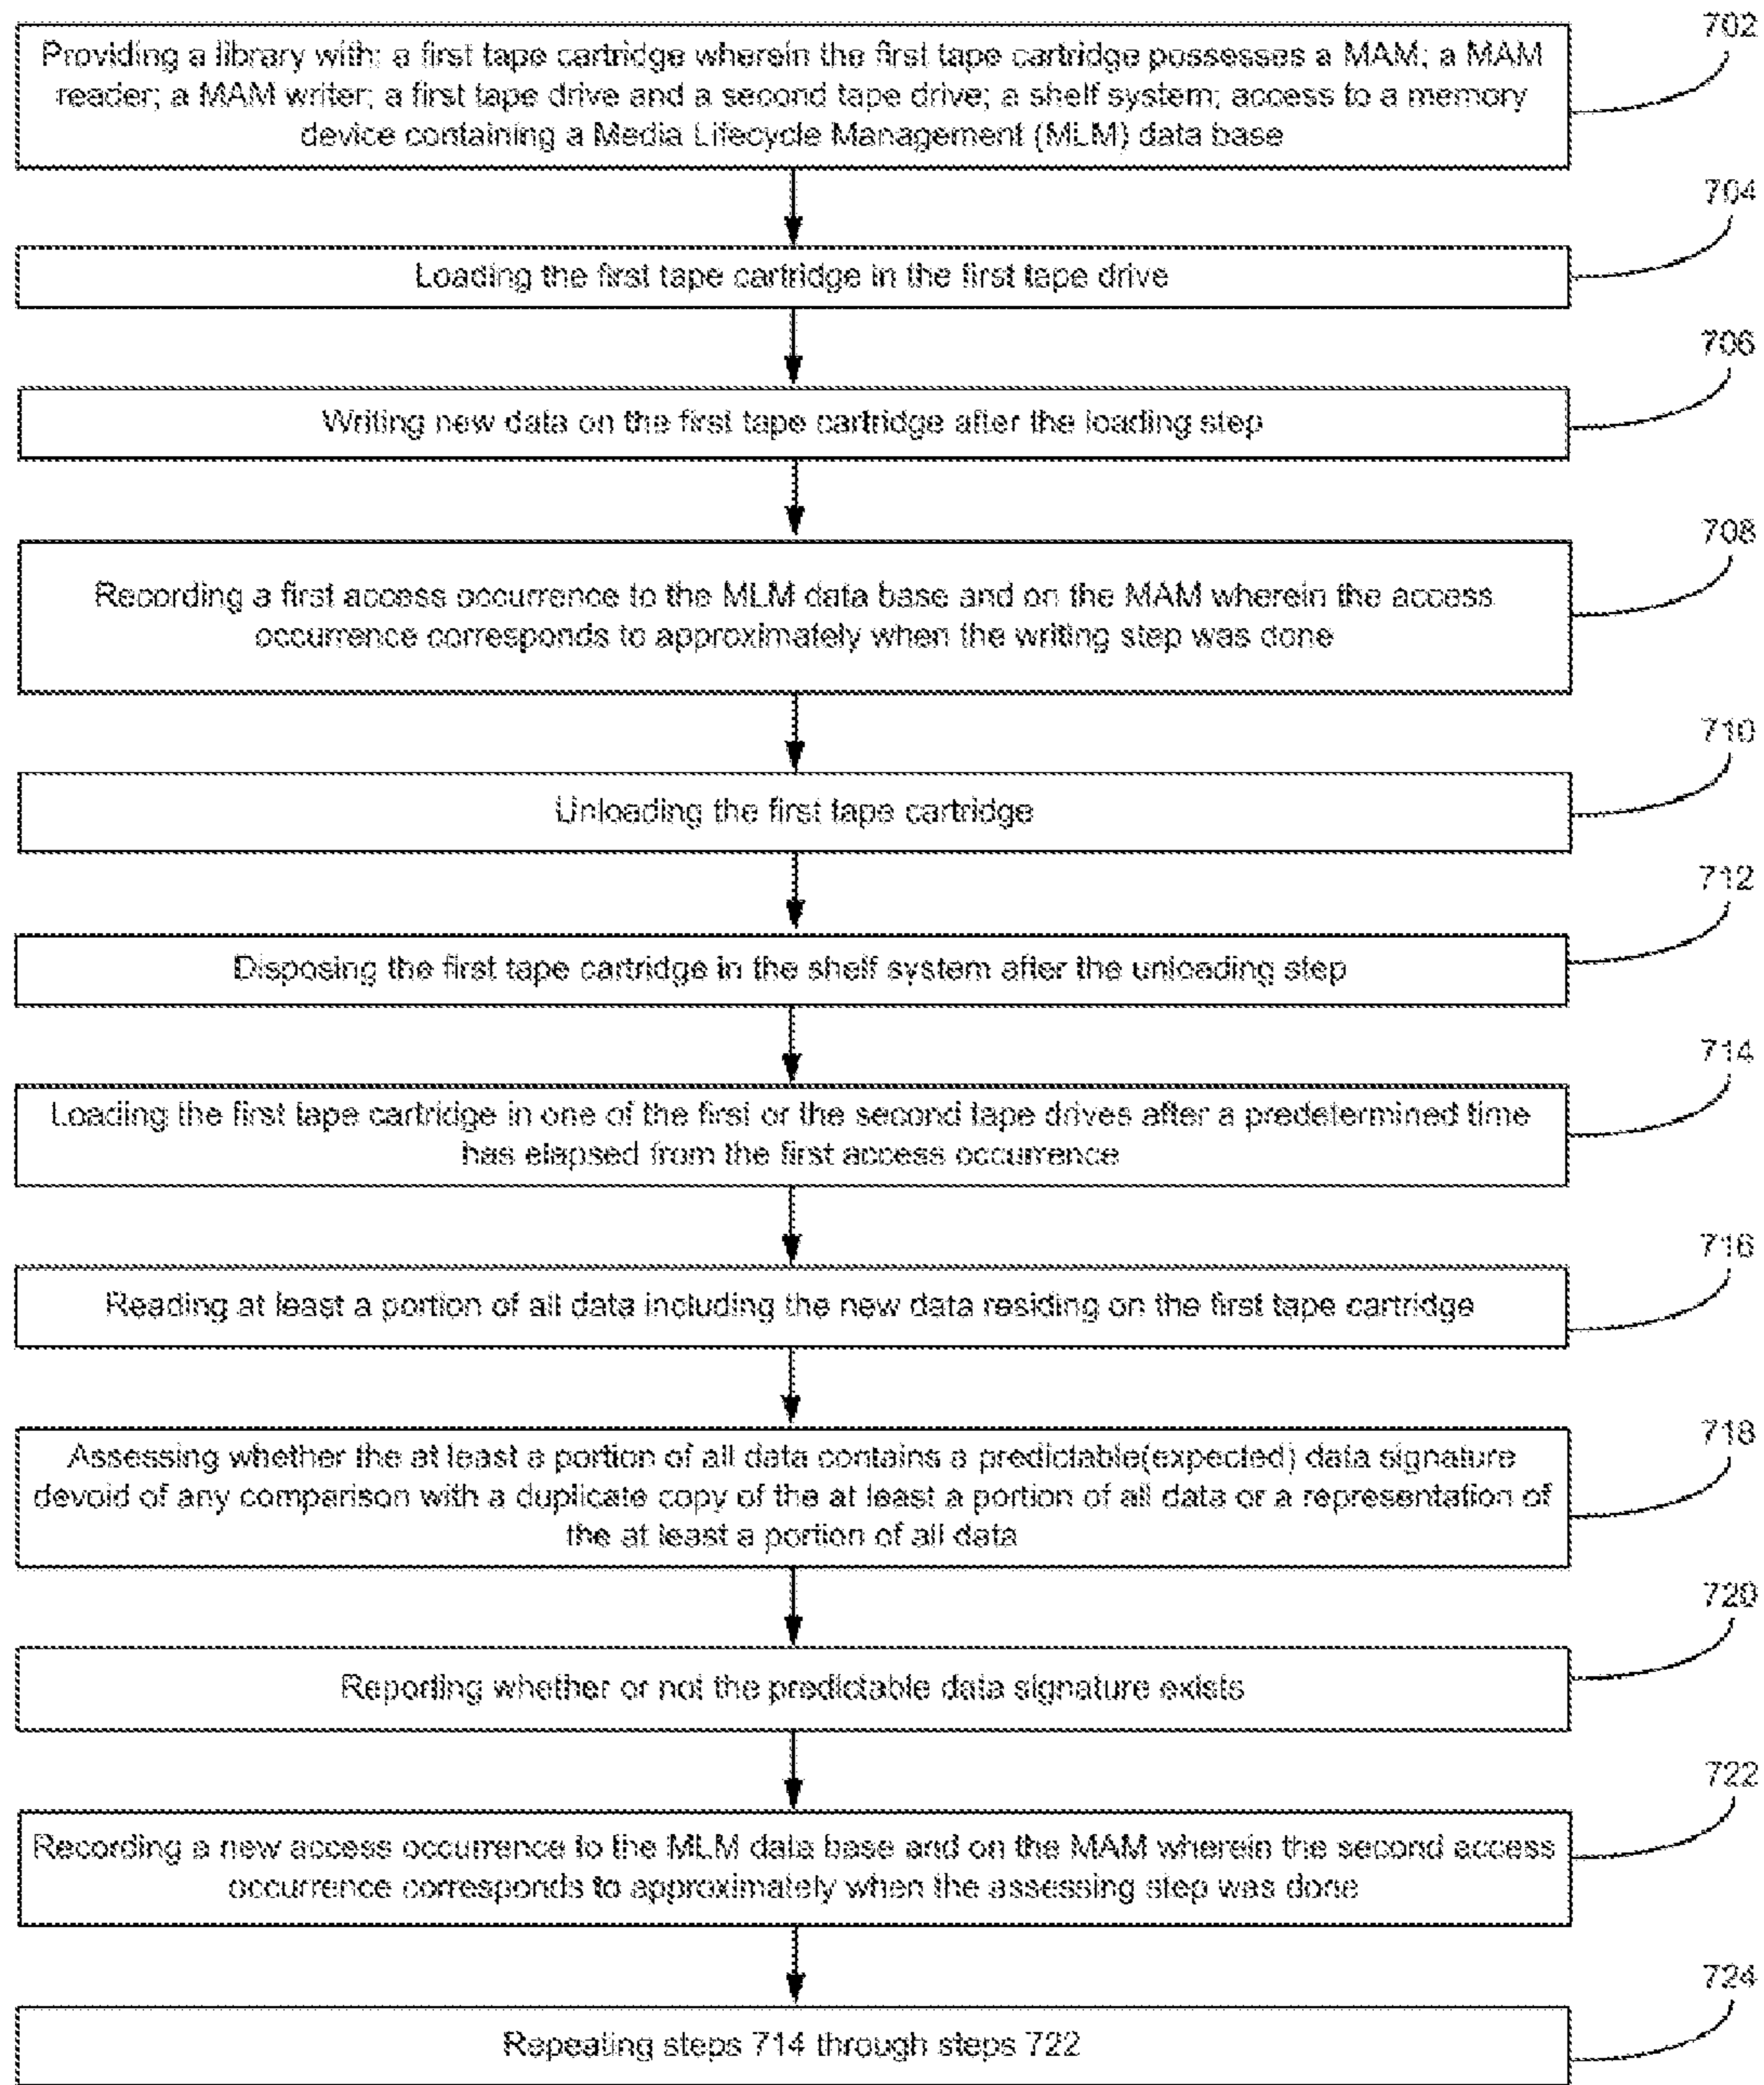 702
Providing a library with: a first tape cartridge wherein the first tape cartridge possesses a MAM; a MAM
reader; a MAM writer; a first tape drive and a second tape drive; a shelf system; access to a memory
device containing a Media Lifecycle Management (MLM) data base
704
Loading the first tape cartridge in the first tape drive
706
Writing new data on the first tape cartridge after the loading step
708
Recording a first access occurrence to the MLM data base and on the MAM wherein the access
occurrence corresponds to approximately when the writing step was done
710
Unloading the first tape cartridge
712
Disposing the first tape cartridge in the shelf system after the unloading step
714
Loading the first tape cartridge in one of the first or the second tape drives after a predetermined time
has elapsed from the first access occurrence
716
Reading at least a portion of all data including the new data residing on the first tape cartridge
718
Assessing whether the at least a portion of all data contains a predictable(expected) data signature
devoid of any comparison with a duplicate copy of the at least a portion of all data or a representation of
the at least a portion of all data
720
Reporting whether or not the predictable data signature exists
722
Recording a new access occurrence to the MLM data base and on the MAM wherein the second access
occurrence corresponds to approximately when the assessing step was done
724
Repeating steps 714 through steps 722